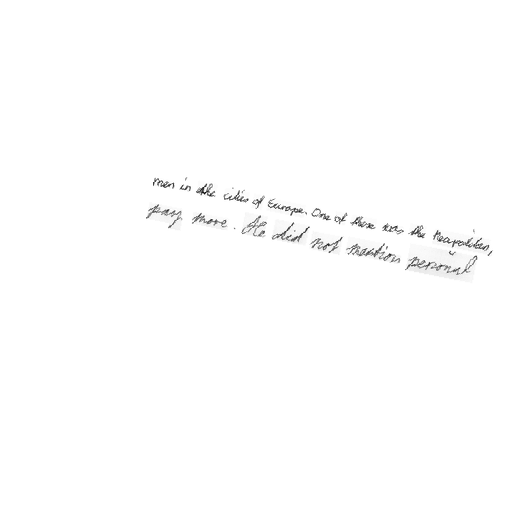 men in the cities of Europe. One of these was the Neapolitan,
pay more. He did not mention personal